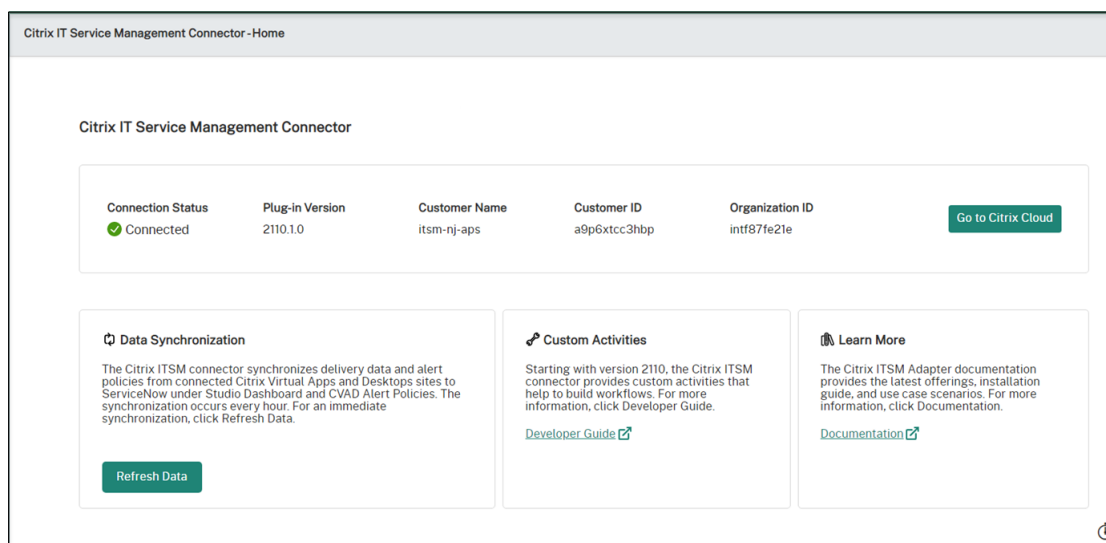 Citrix IT Service Management Connector - Home
Citrix IT Service Management Connector
Connection Status
Connected
Plug-in Version
2110.1.0
Customer Name
itsm-nj-aps
Customer ID
a9p6xtcc3hbp
Organization ID
intf87fe21e
Go to Citrix Cloud
Data Synchronization
The Citrix ITSM connector synchronizes delivery data and alert
policies from connected Citrix Virtual Apps and Desktops sites to
ServiceNow under Studio Dashboard and CVAD Alert Policies. The
synchronization occurs every hour. For an immediate
synchronization, click Refresh Data.
Refresh Data
Custom Activities
Starting with version 2110, the Citrix ITSM
connector provides custom activities that
help to build workflows. For more
information, click Developer Guide.
Developer Guide
Learn More
The Citrix ITSM Adapter documentation
provides the latest offerings, installation
guide, and use case scenarios. For more
information, click Documentation.
Documentation